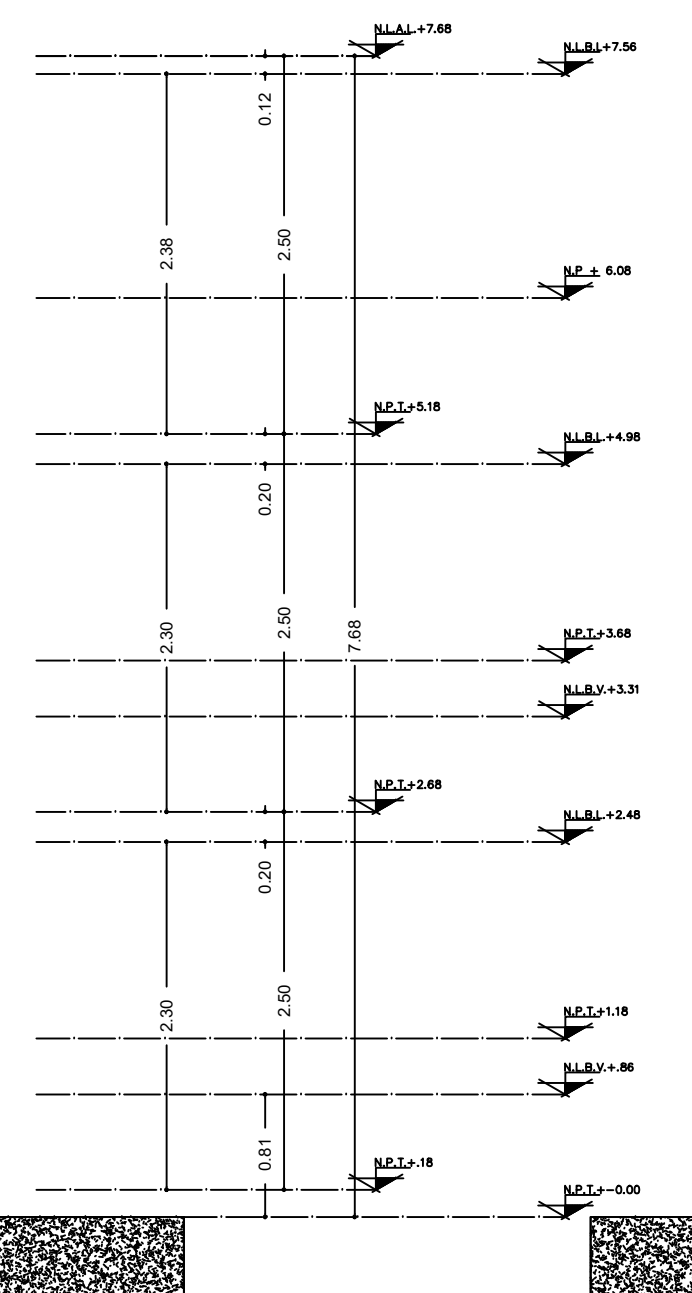 N.L.A.L.+7.68
N.L.B.L+7.56
0.12
2.38
2.50
N.P + 6.08
N.P.T.+5.18
N.L.B.L.+4.98
0.20
2.30
2.50
7.68
N.P.T.+3.68
N.L.B.V.+3.31
N.P.T.+2.68
N.L.B.L.+2.48
0.20
2.30
2.50
N.P.T.+1.18
N.L.B.V.+.86
0.81
N.P.T.+.18
N.P.T.+-0.00